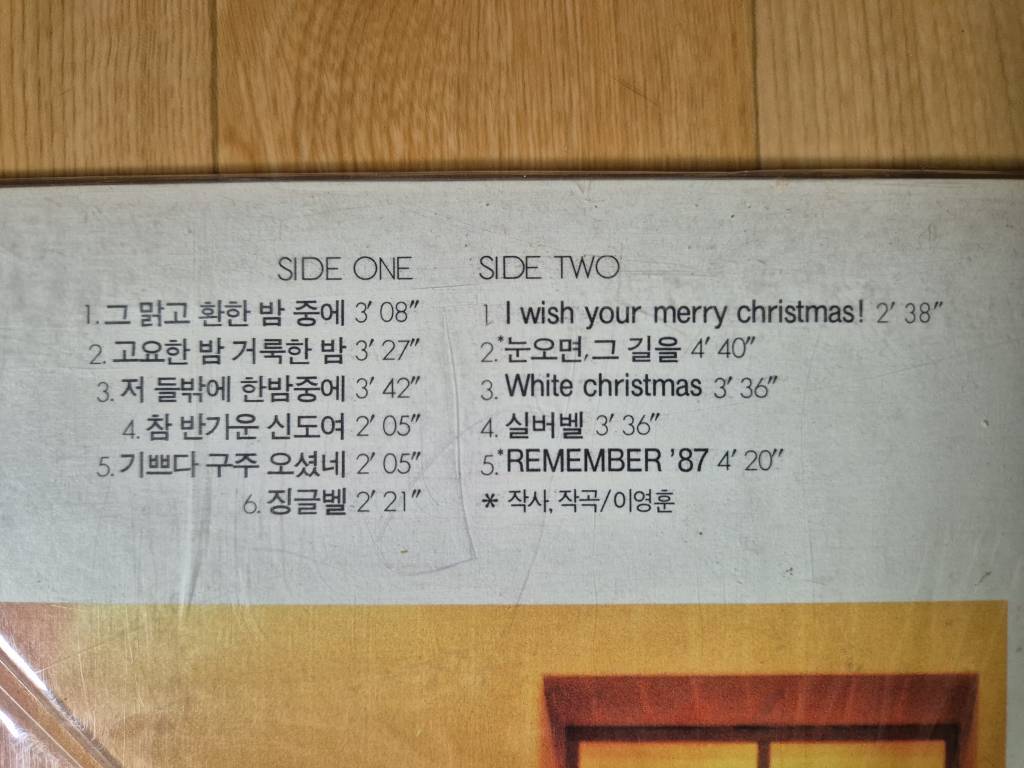 SIDE ONE
1. 그 맑고 환한 밤 중에 3′ 08″
2. 고요한 밤 거룩한 밤 3′ 27″
3. 저 들밖에 한밤중에 3′ 42″
4. 참 반가운 신도여 2′ 05″
5. 기쁘다 구주 오셨네 2′ 05″
6. 징글벨 2′ 21″
SIDE TWO
1. I wish your merry christmas! 2′ 38″
2.*눈오면,그 길을 4′ 40″
3. White christmas 3′ 36″
4. 실버벨 3′ 36″
5.*REMEMBER '87 4′ 20″
* 작사, 작곡/이영훈